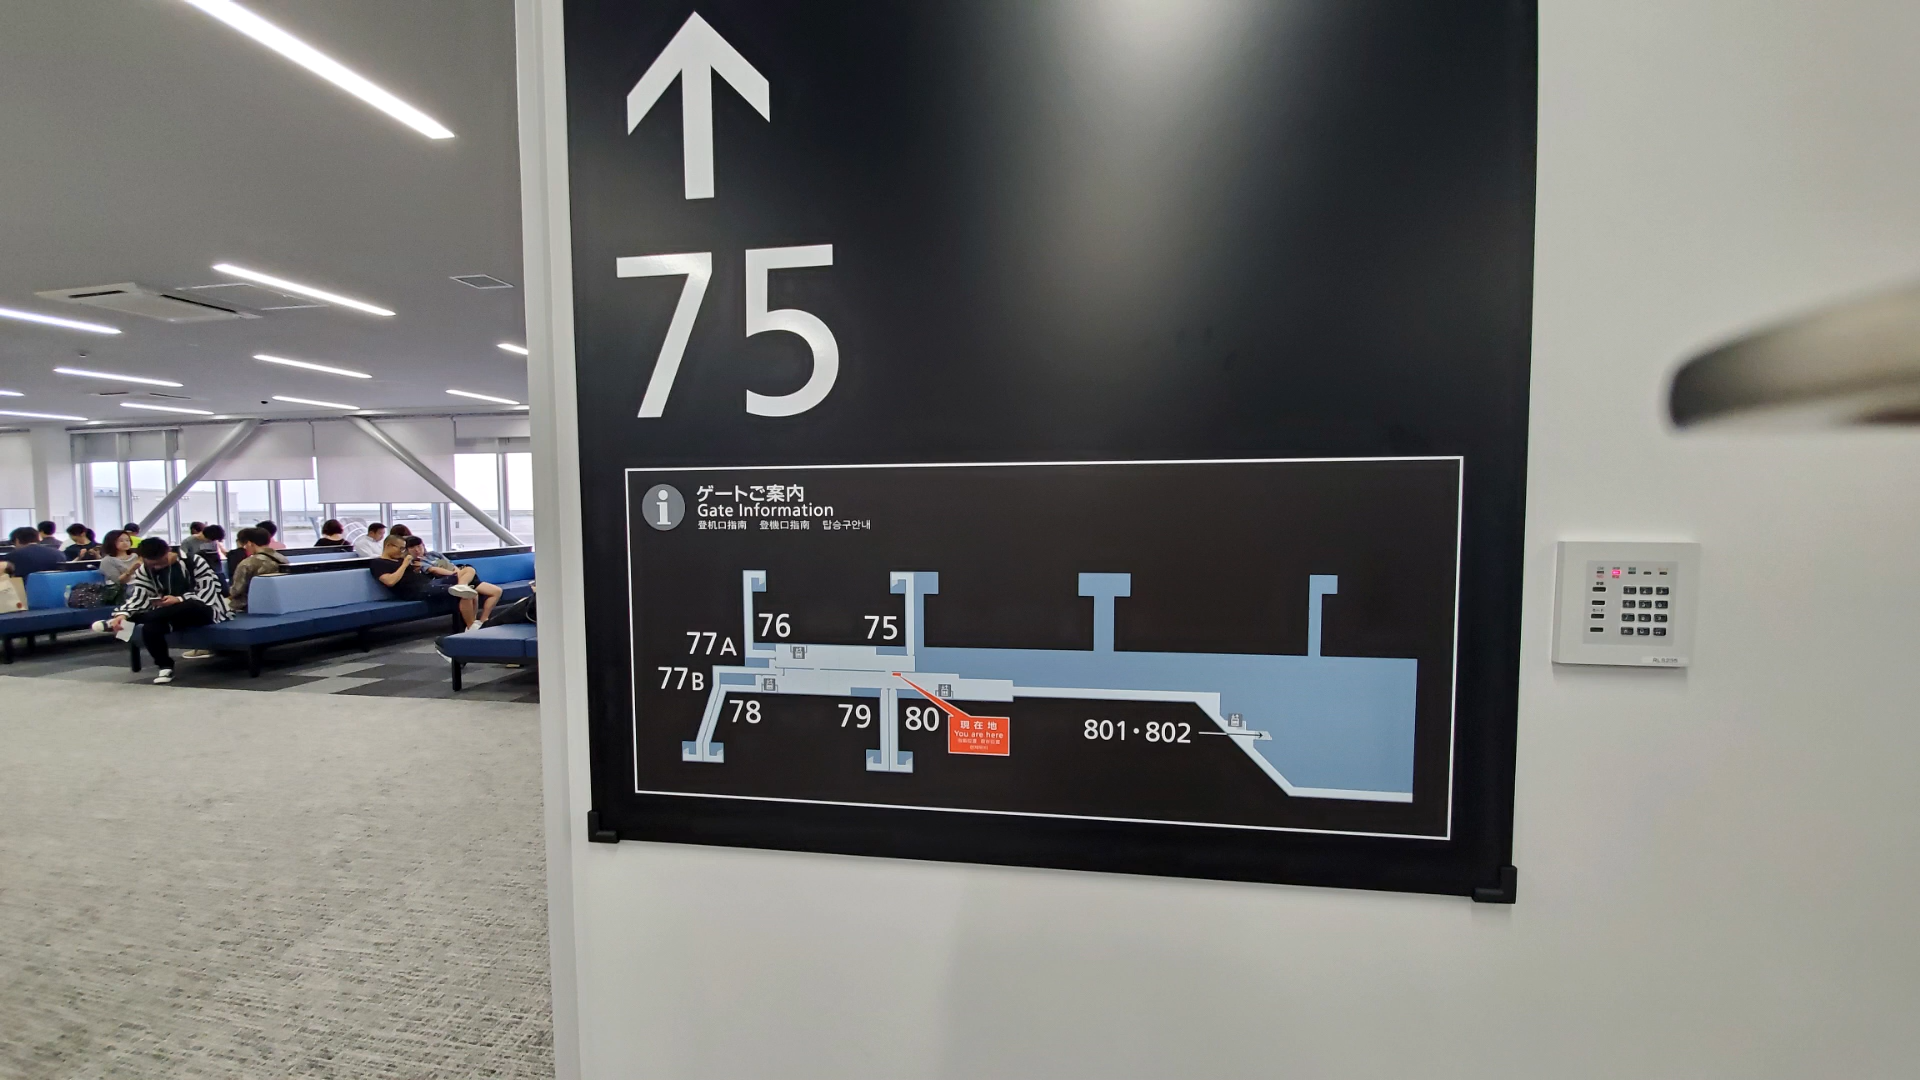 75
ゲートご案内
Gate Information
登机口指南 登機口指南 탑승구안내
76
75
77A
77B
78
79
80
現在地
You are here
801・802